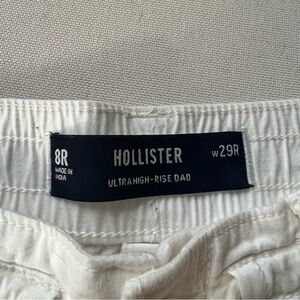 8R
MADE IN
INDIA
HOLLISTER
ULTRAHIGH-RISE DAD
W29R